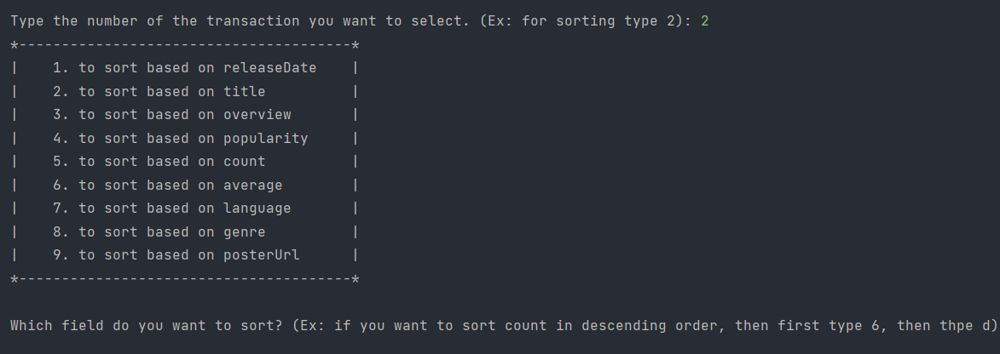 Type the number of the transaction you want to select. (Ex: for sorting type 2): 2
*---------------------------------------*
|    1. to sort based on releaseDate    |
|    2. to sort based on title          |
|    3. to sort based on overview       |
|    4. to sort based on popularity     |
|    5. to sort based on count          |
|    6. to sort based on average        |
|    7. to sort based on language       |
|    8. to sort based on genre          |
|    9. to sort based on posterUrl      |
*---------------------------------------*
Which field do you want to sort? (Ex: if you want to sort count in descending order, then first type 6, then thpe d)